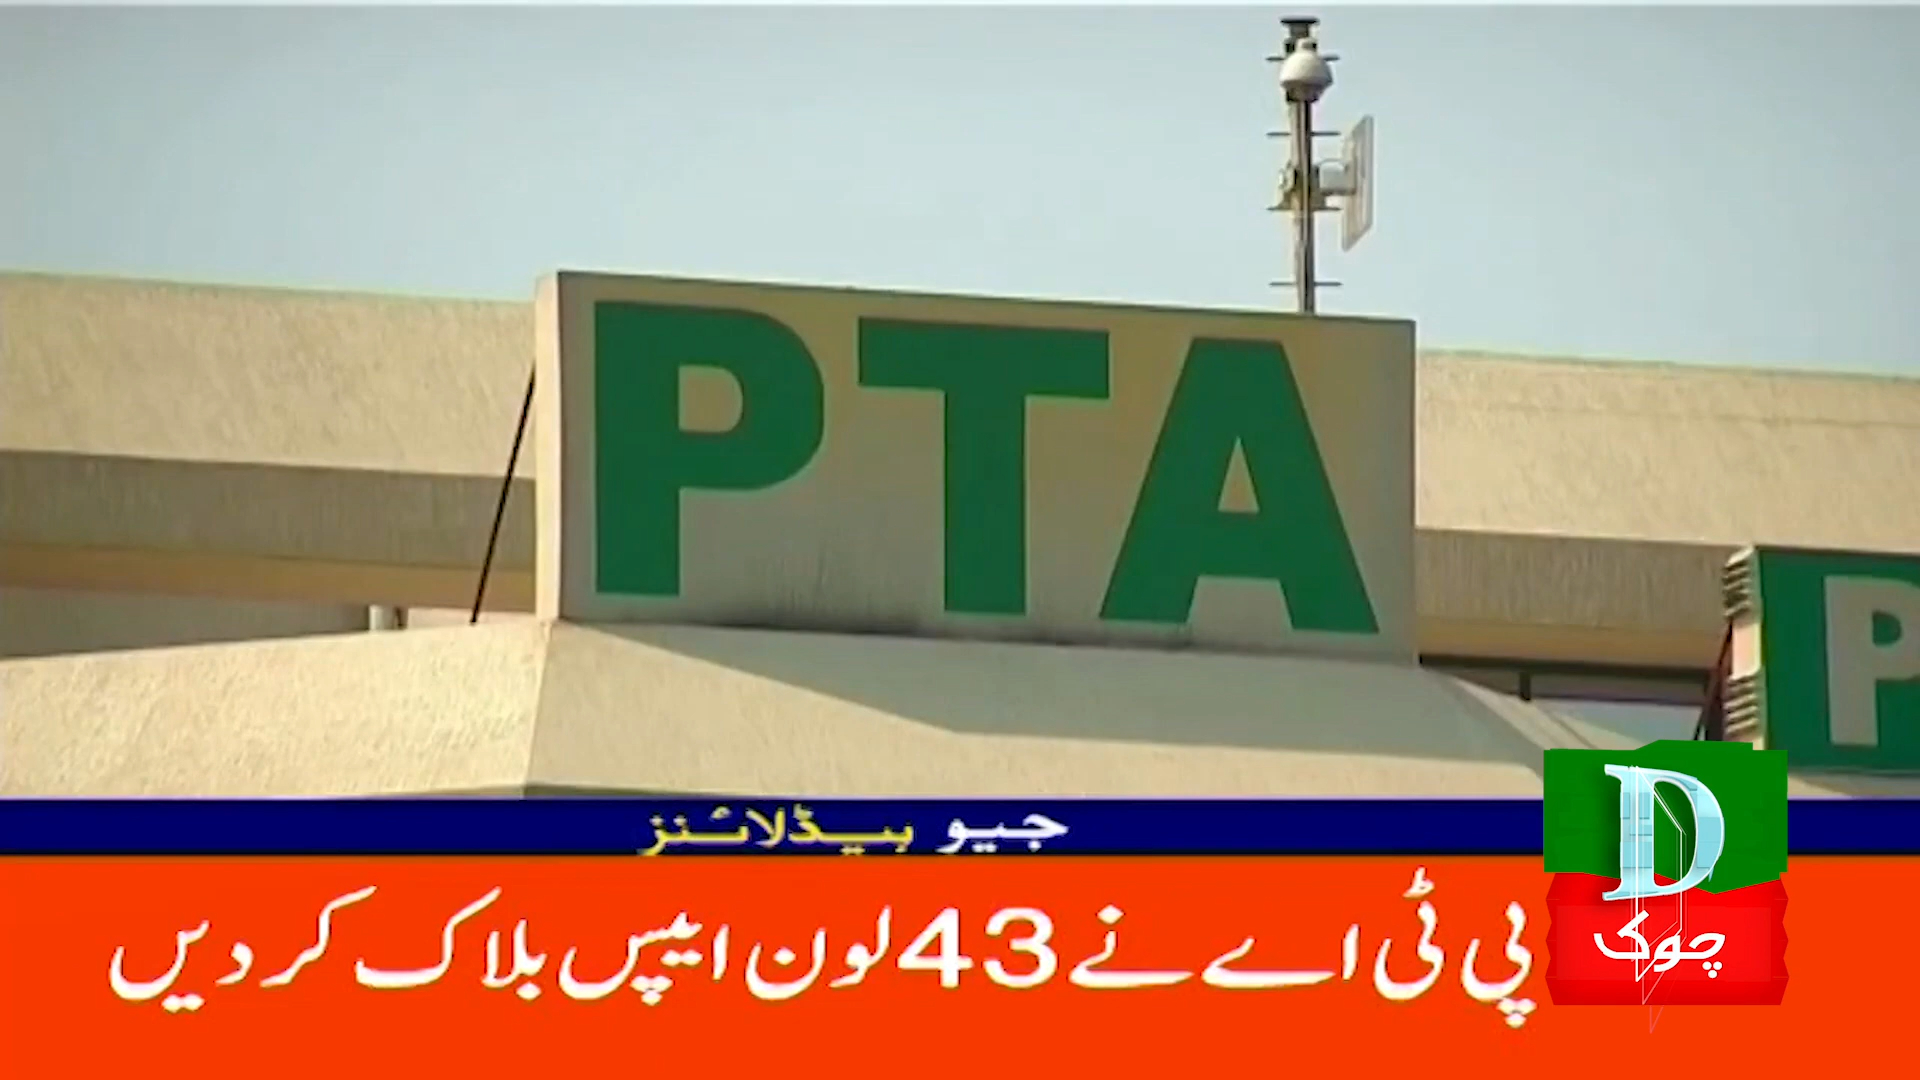 PTA
P
جیو ہیڈلائنز
پی ٹی اے نے 43 لون ایپس بلاک کر دیں
D
چوک